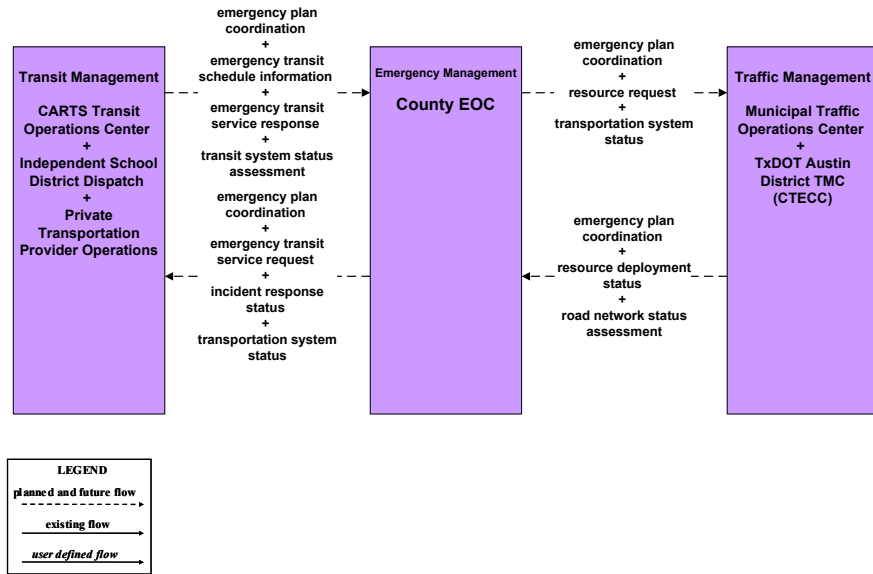 Transit Management
CARTS Transit
Operations Center
+
Independent School
District Dispatch
+
Private
Transportation
Provider Operations
emergency plan
coordination
+
emergency transit
schedule information
+
emergency transit
service response
+
transit system status
assessment
emergency plan
coordination
+
emergency transit
service request
+
incident response
status
+
transportation system
status
Emergency Management
County EOC
emergency plan
coordination
+
resource request
+
transportation system
status
emergency plan
coordination
+
resource deployment
status
+
road network status
assessment
Traffic Management
Municipal Traffic
Operations Center
+
TxDOT Austin
District TMC
(CTECC)
LEGEND
planned and future flow
existing flow
user defined flow